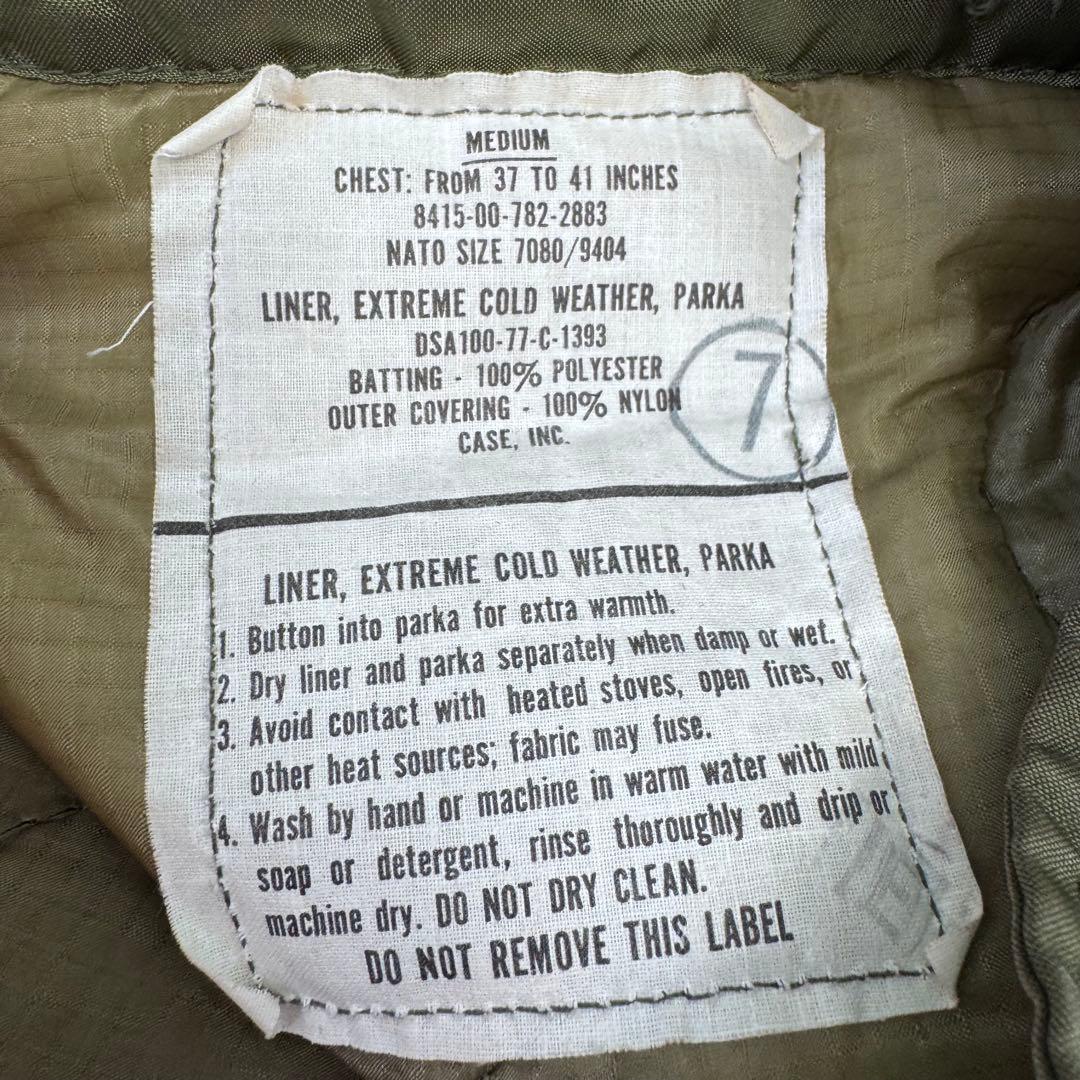 MEDIUM
CHEST: FROM 37 TO 41 INCHES
8415-00-782-2883
NATO SIZE 7080/9404
LINER, EXTREME COLD WEATHER, PARKA
DSA100-77-C-1393
BATTING - 100% POLYESTER
OUTER COVERING - 100% NYLON
CASE, INC.
7
LINER, EXTREME COLD WEATHER, PARKA
1. Button into parka for extra warmth.
2. Dry liner and parka separately when damp or wet.
3. Avoid contact with heated stoves, open fires, or
other heat sources; fabric may fuse.
4. Wash by hand or machine in warm water with mild
soap or detergent, rinse thoroughly and drip or
machine dry. DO NOT DRY CLEAN.
DO NOT REMOVE THIS LABEL